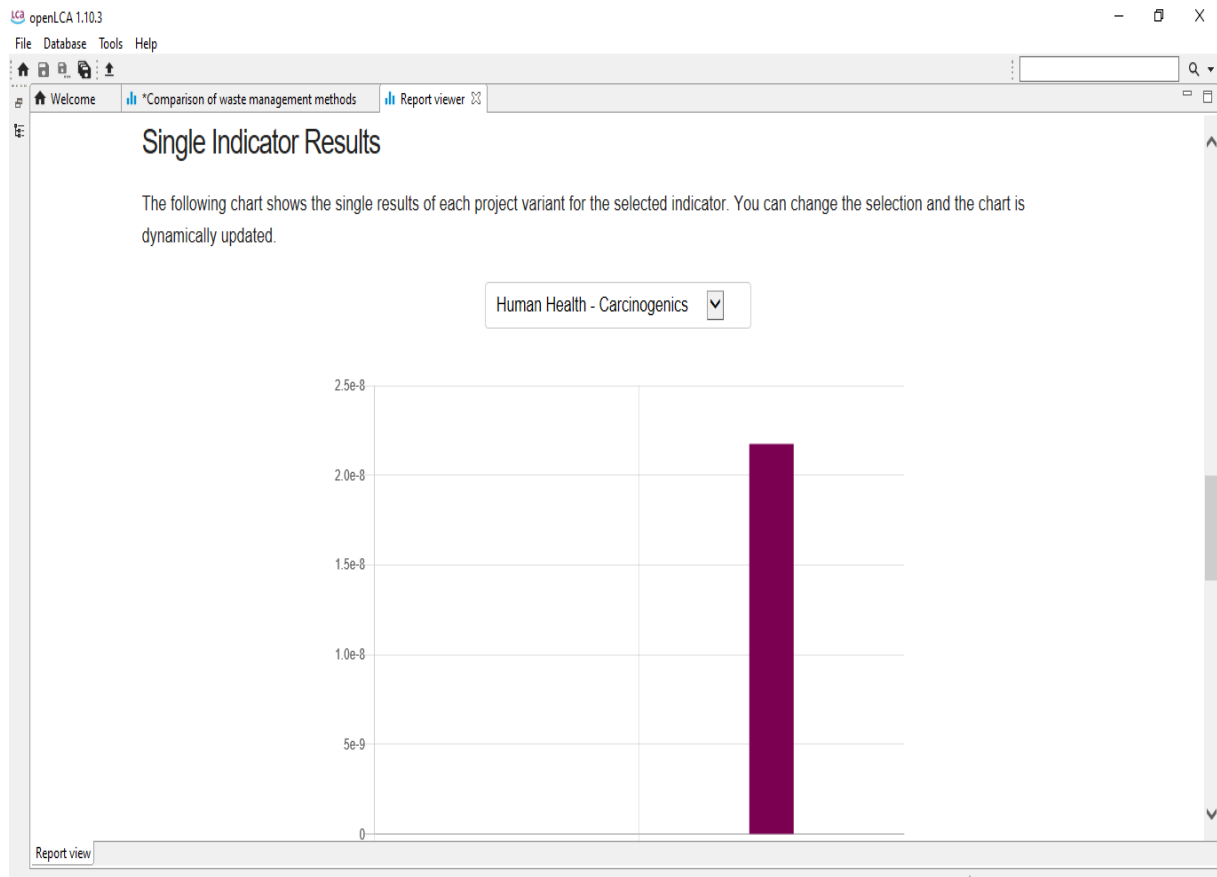 LCa openLCA 1.10.3
File Database Tools Help
Welcome *Comparison of waste management methods Report viewer
Single Indicator Results
The following chart shows the single results of each project variant for the selected indicator. You can change the selection and the chart is
dynamically updated.
Human Health - Carcinogenics
2.5e-8
2.0e-8
1.5e-8
1.0e-8
5e-9
0
Report view